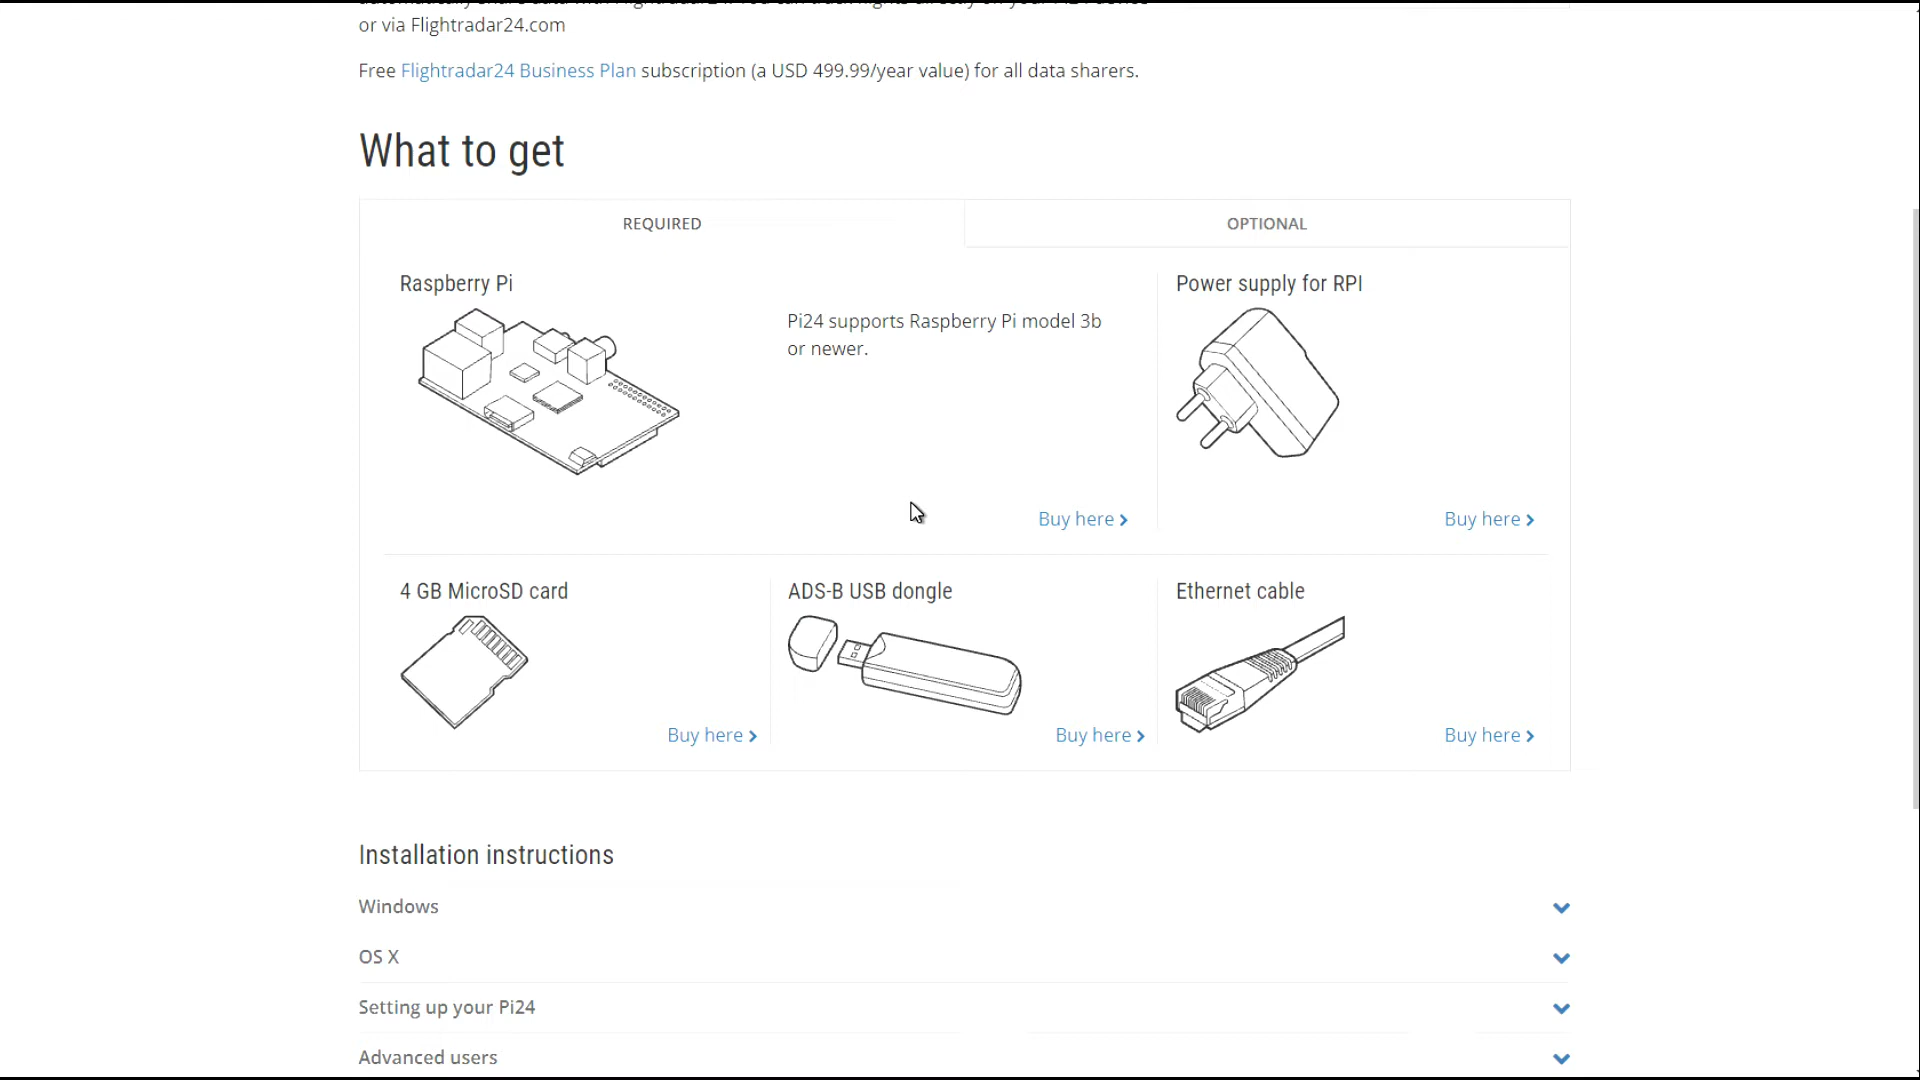 or via Flightradar24.com
Free Flightradar24 Business Plan subscription (a USD 499.99/year value) for all data sharers.
What to get
REQUIRED
OPTIONAL
Raspberry Pi
Pi24 supports Raspberry Pi model 3b
or newer.
Buy here
Power supply for RPI
Buy here
4 GB MicroSD card
Buy here
ADS-B USB dongle
Buy here
Ethernet cable
Buy here
Installation instructions
Windows
OS X
Setting up your Pi24
Advanced users